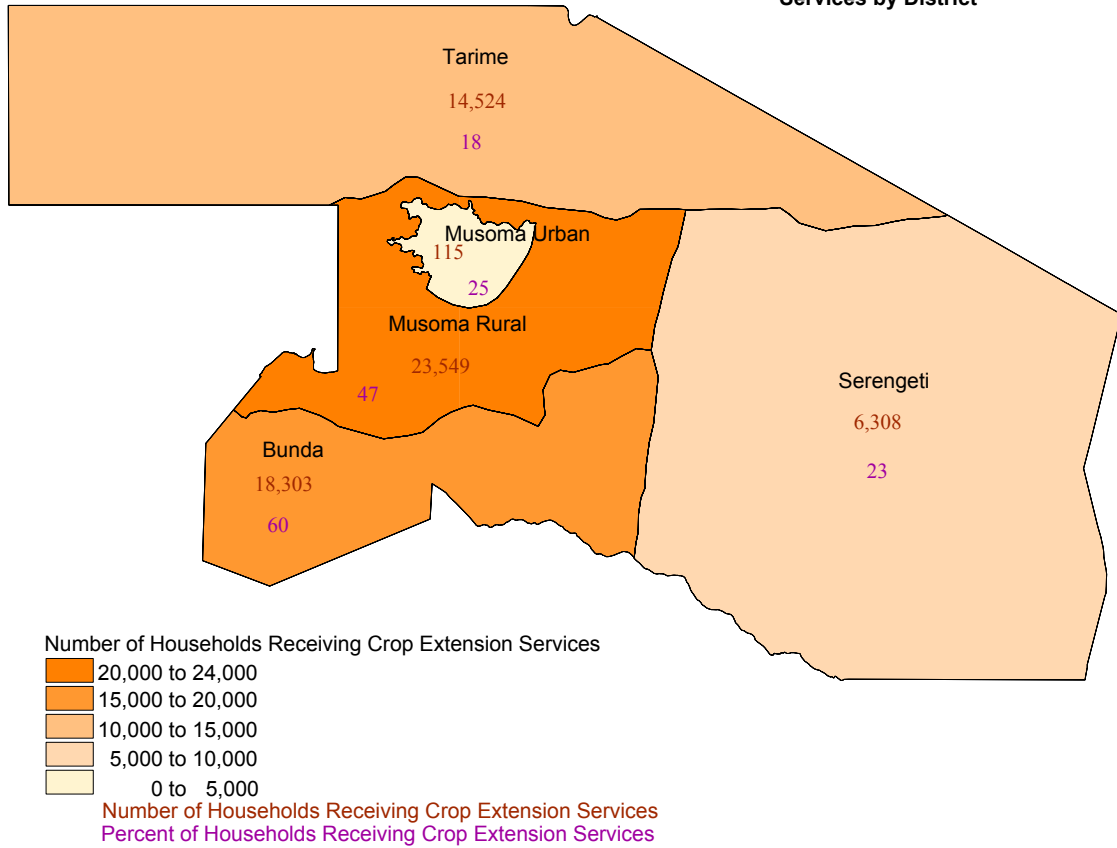 Services by District
Tarime
14,524
18
Musoma Urban
115
25
Musoma Rural
23,549
47
Serengeti
6,308
23
Bunda
18,303
60
Number of Households Receiving Crop Extension Services
20,000 to 24,000
15,000 to 20,000
10,000 to 15,000
5,000 to 10,000
0 to 5,000
Number of Households Receiving Crop Extension Services
Percent of Households Receiving Crop Extension Services